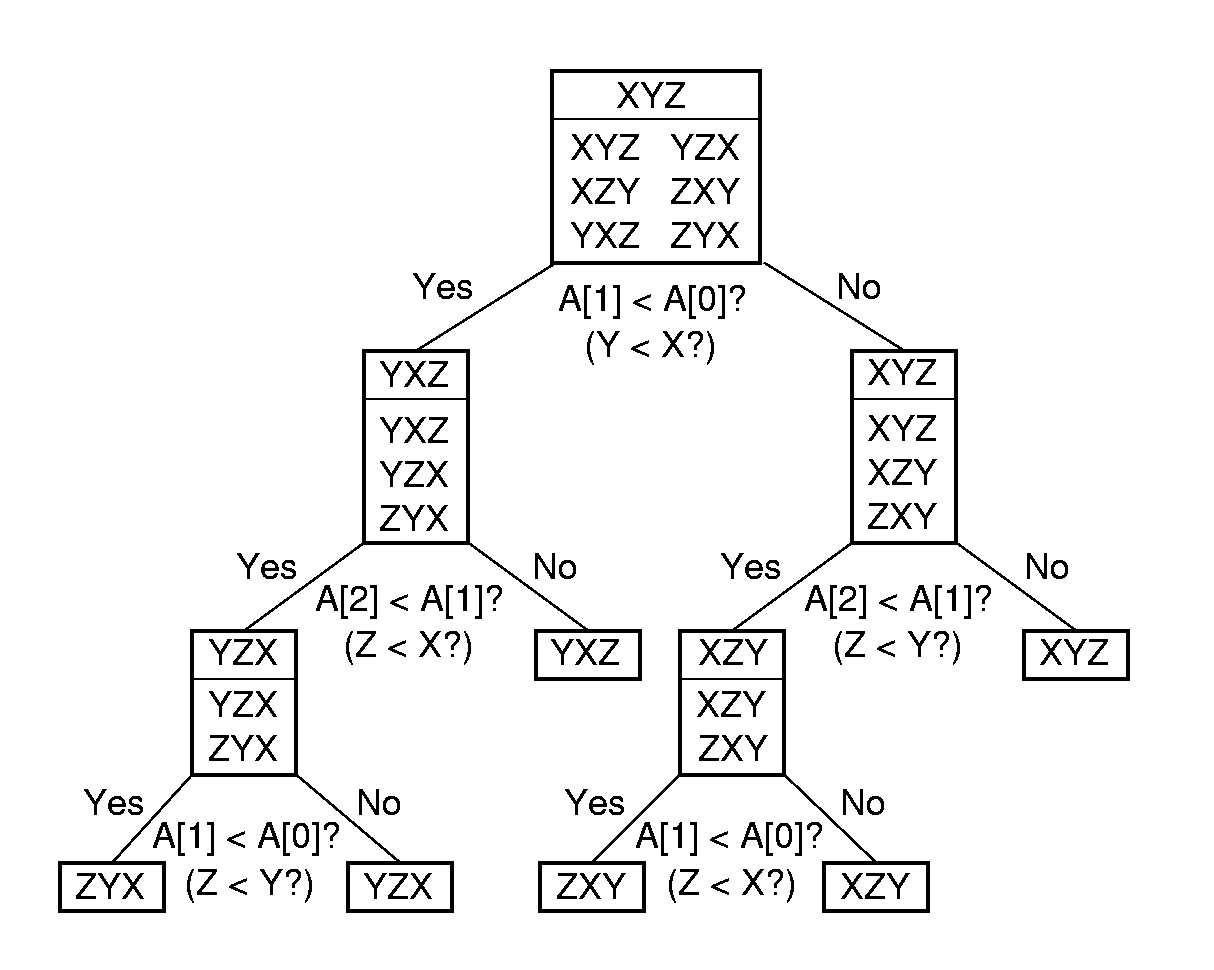 XYZ
XYZ YZX
XZY ZXY
YXZ ZYX
Yes
A[1] < A[0]?
(Y < X?)
No
YXZ
YXZ
YZX
ZYX
XYZ
XYZ
XZY
ZXY
Yes
A[2] < A[1]?
(Z < X?)
No
Yes
A[2] < A[1]?
(Z < Y?)
No
YZX
YZX
ZYX
YXZ
XZY
XZY
ZXY
XYZ
Yes
A[1] < A[0]?
(Z < Y?)
No
Yes
A[1] < A[0]?
(Z < X?)
No
ZYX
YZX
ZXY
XZY